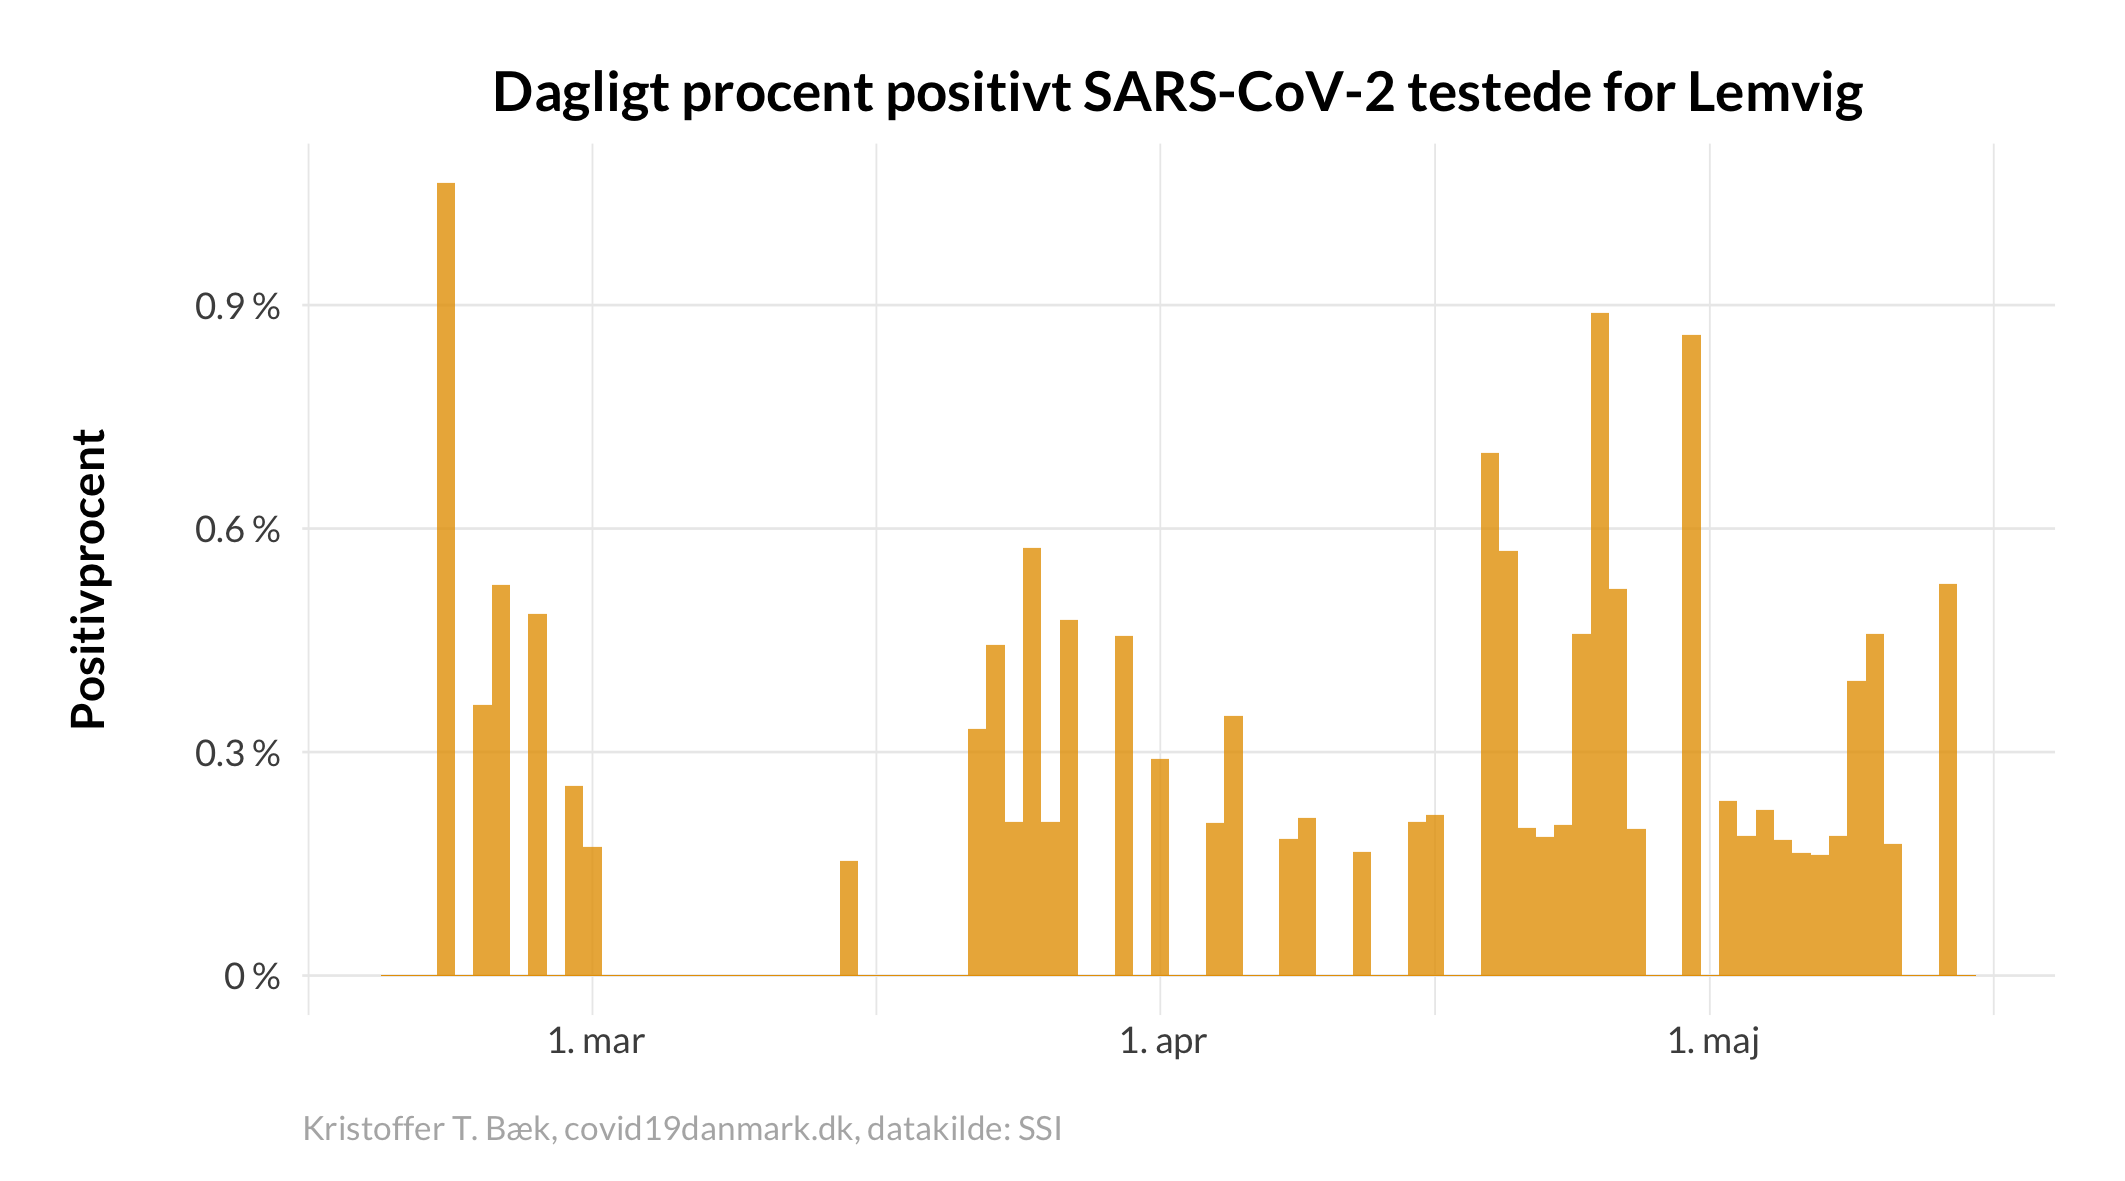 Dagligt procent positivt SARS-CoV-2 testede for Lemvig
Positivprocent
0.9 %
0.6 %
0.3 %
0 %
1. mar
1. apr
1. maj
Kristoffer T. Bæk, covid19danmark.dk, datakilde: SSI